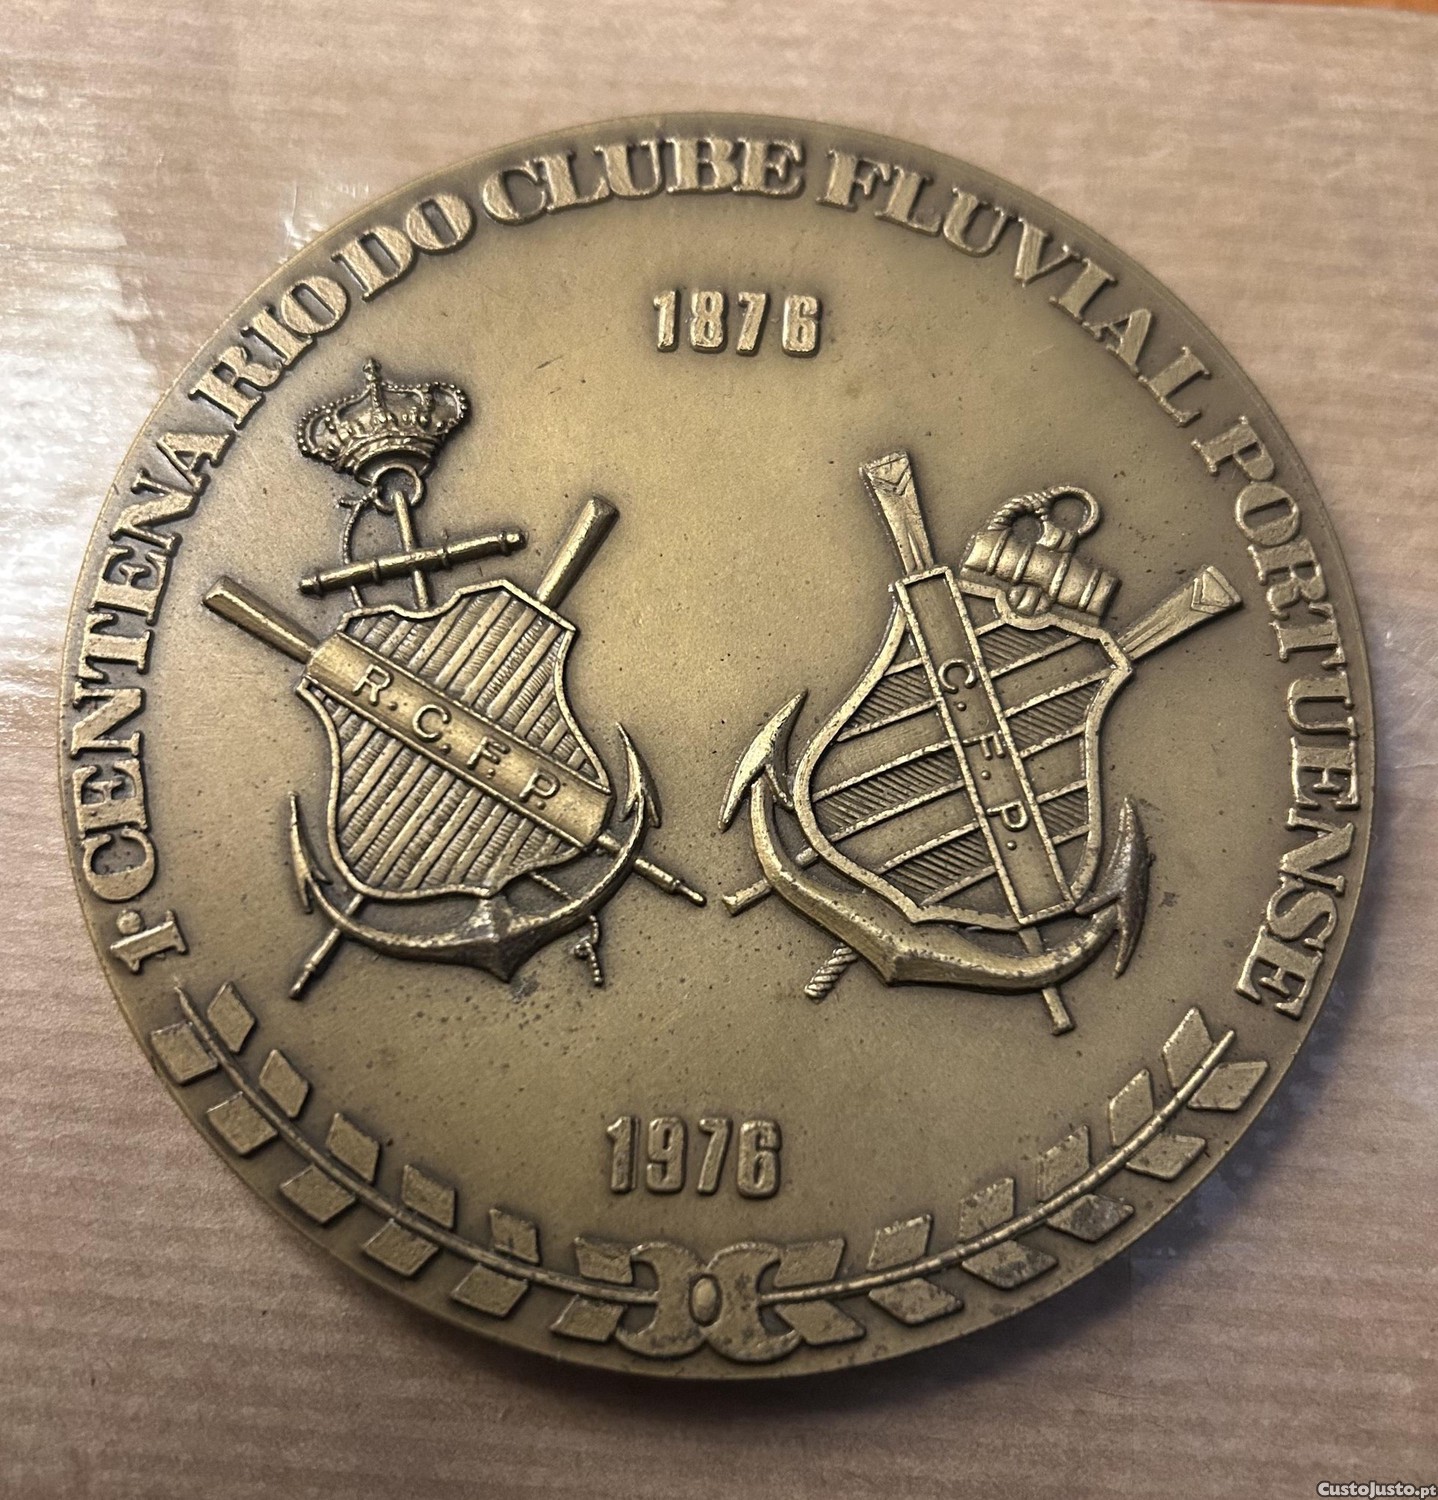 1º CENTENARIO DO CLUBE FLUVIAL PORTUENSE
1876
R.C.F.P.
C.F.P.
1976
CustoJusto.pt